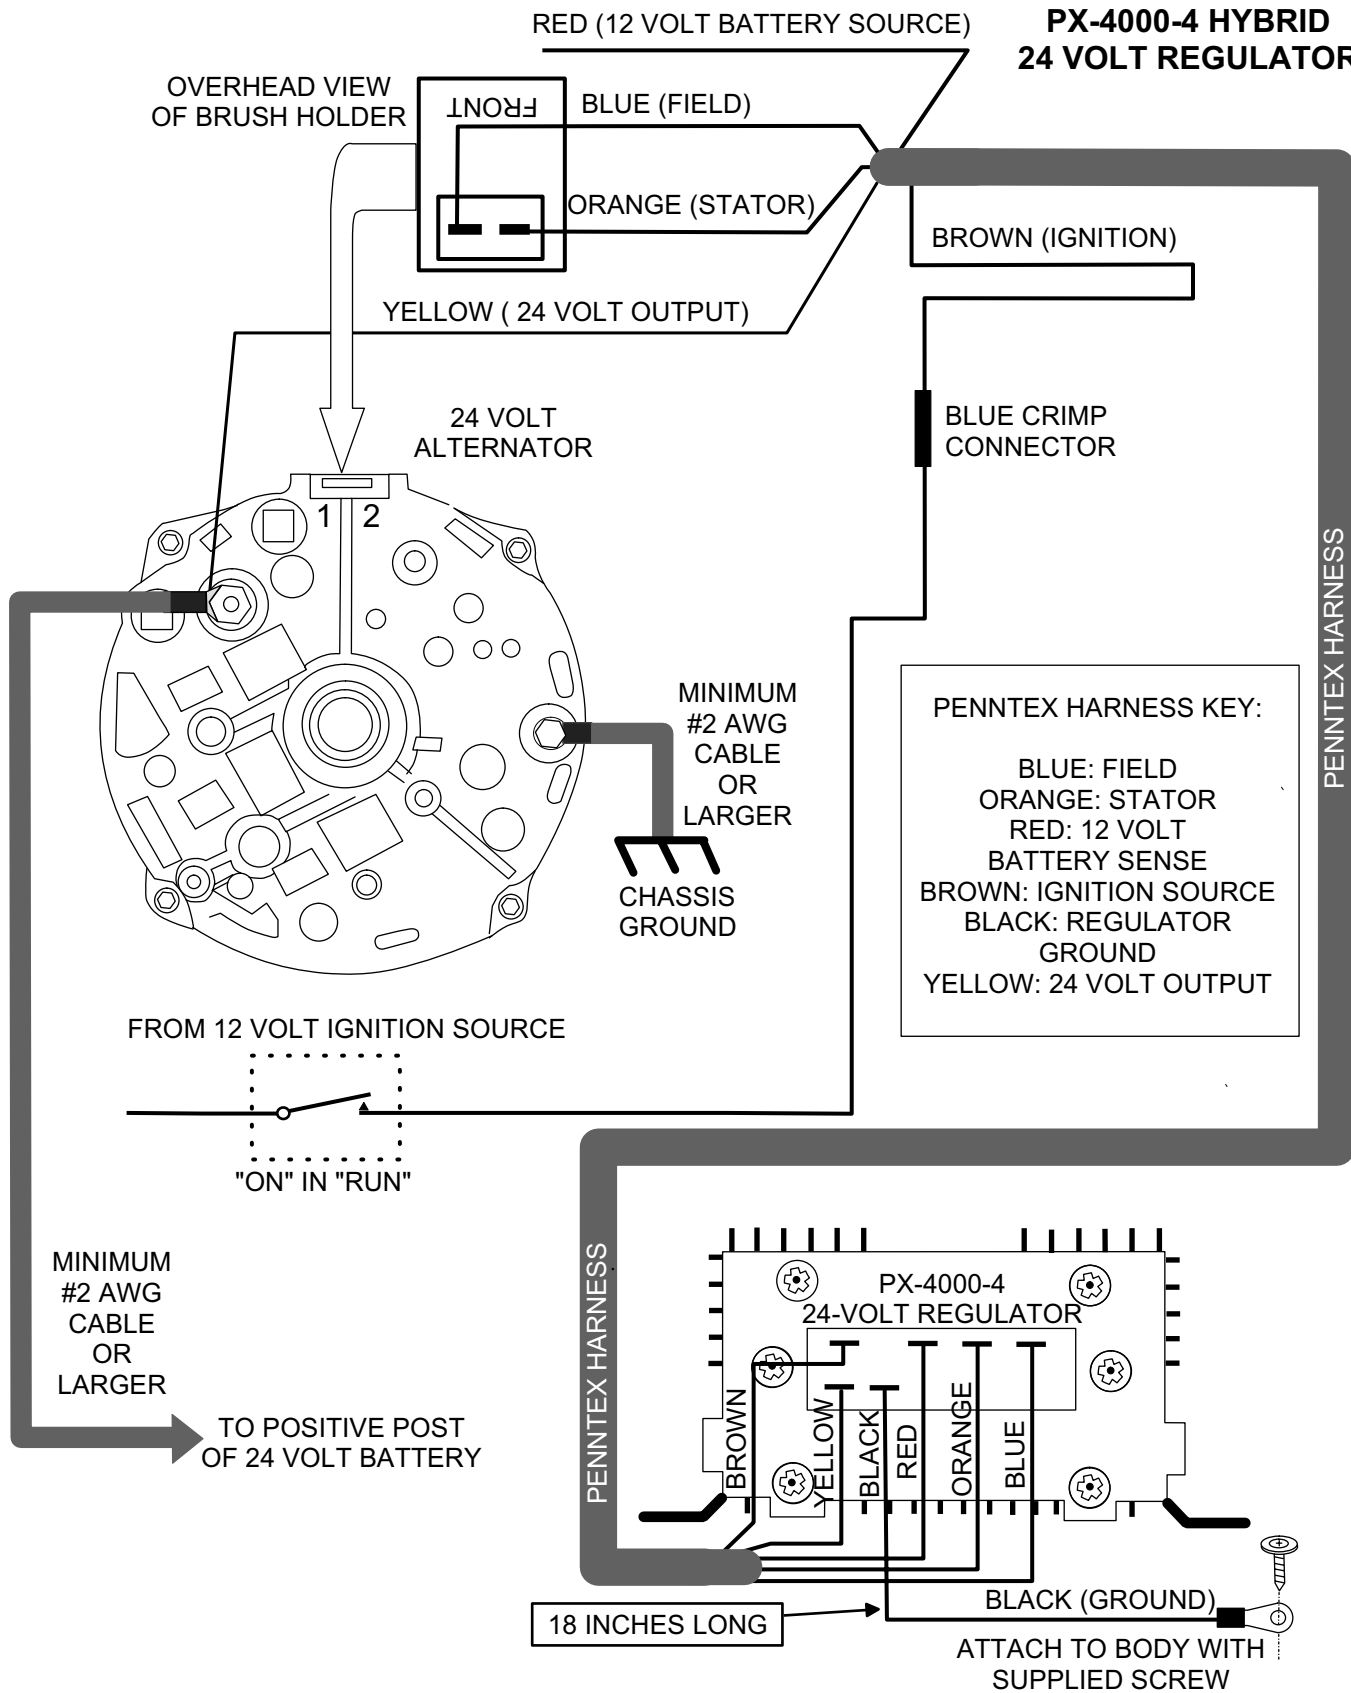 RED (12 VOLT BATTERY SOURCE)
PX-4000-4 HYBRID
24 VOLT REGULATOR
OVERHEAD VIEW
OF BRUSH HOLDER
FRONT
BLUE (FIELD)
ORANGE (STATOR)
BROWN (IGNITION)
YELLOW ( 24 VOLT OUTPUT)
24 VOLT
ALTERNATOR
BLUE CRIMP
CONNECTOR
1 2
PENNTEX HARNESS
MINIMUM
#2 AWG
CABLE
OR
LARGER
CHASSIS
GROUND
PENNTEX HARNESS KEY:
BLUE: FIELD
ORANGE: STATOR
RED: 12 VOLT
BATTERY SENSE
BROWN: IGNITION SOURCE
BLACK: REGULATOR
GROUND
YELLOW: 24 VOLT OUTPUT
FROM 12 VOLT IGNITION SOURCE
"ON" IN "RUN"
MINIMUM
#2 AWG
CABLE
OR
LARGER
TO POSITIVE POST
OF 24 VOLT BATTERY
PENNTEX HARNESS
PX-4000-4
24-VOLT REGULATOR
BROWN
YELLOW
BLACK
RED
ORANGE
BLUE
18 INCHES LONG
BLACK (GROUND)
ATTACH TO BODY WITH
SUPPLIED SCREW